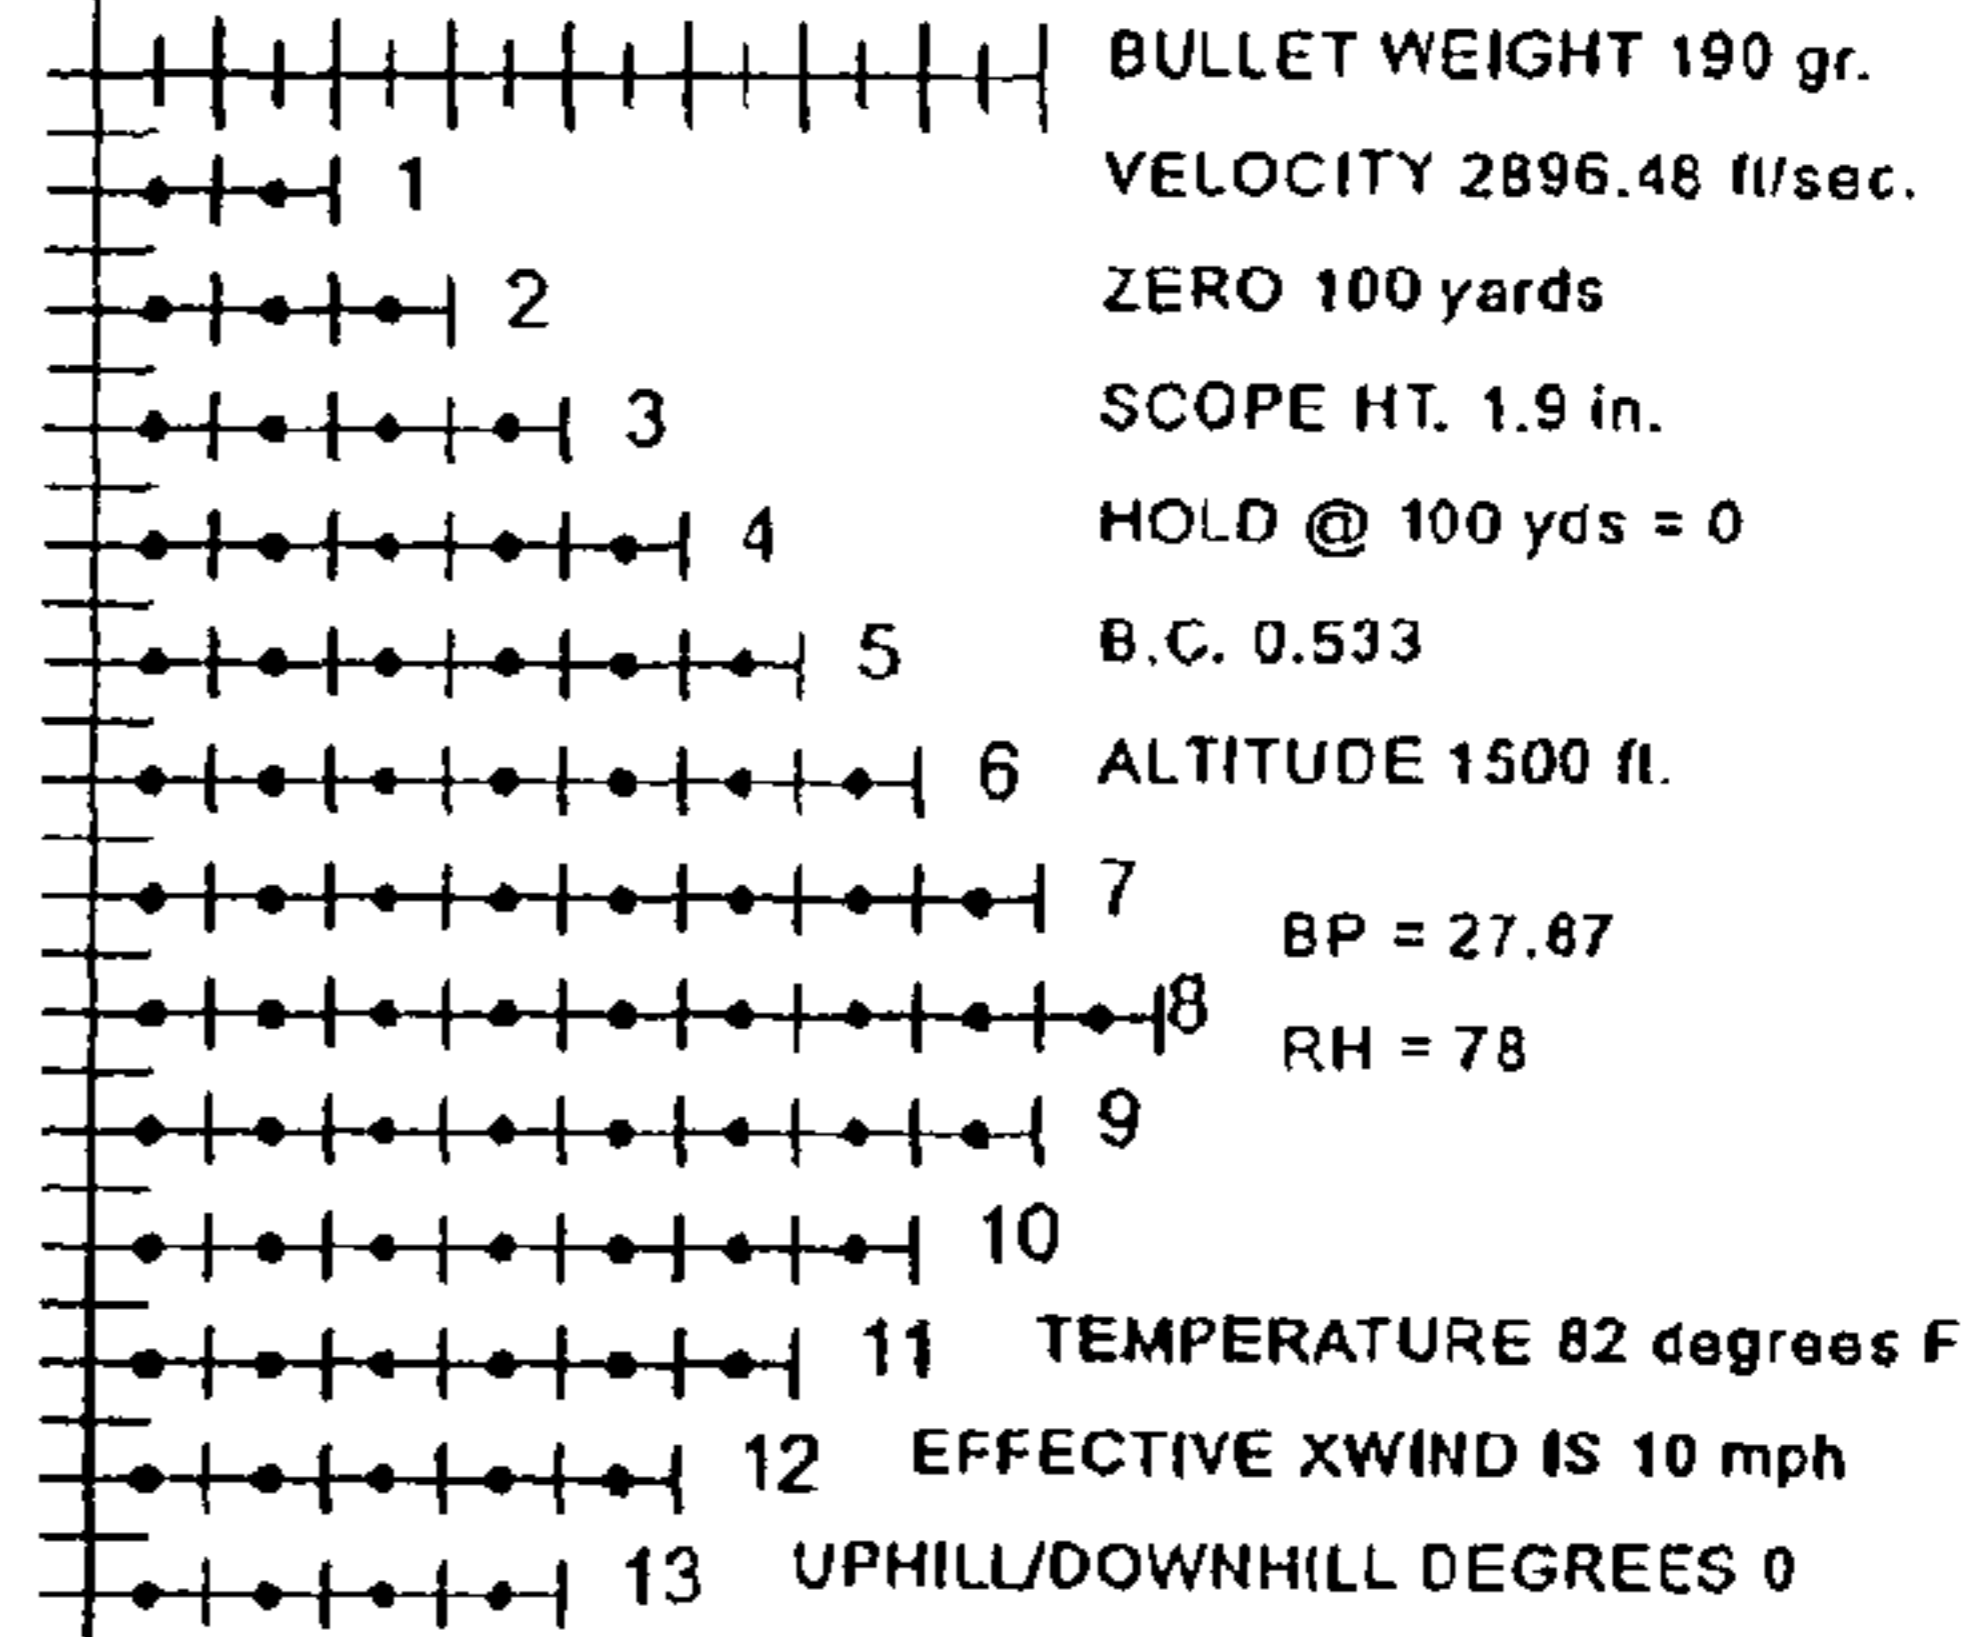 BULLET WEIGHT 190 gr.
1 VELOCITY 2896.48 ft/sec.
2 ZERO 100 yards
3 SCOPE HT. 1.9 in.
4 HOLD @ 100 yds = 0
5 B.C. 0.533
6 ALTITUDE 1500 ft.
7 BP = 27.87
8 RH = 78
9
10
11 TEMPERATURE 82 degrees F
12 EFFECTIVE XWIND IS 10 mph
13 UPHILL/DOWNHILL DEGREES 0